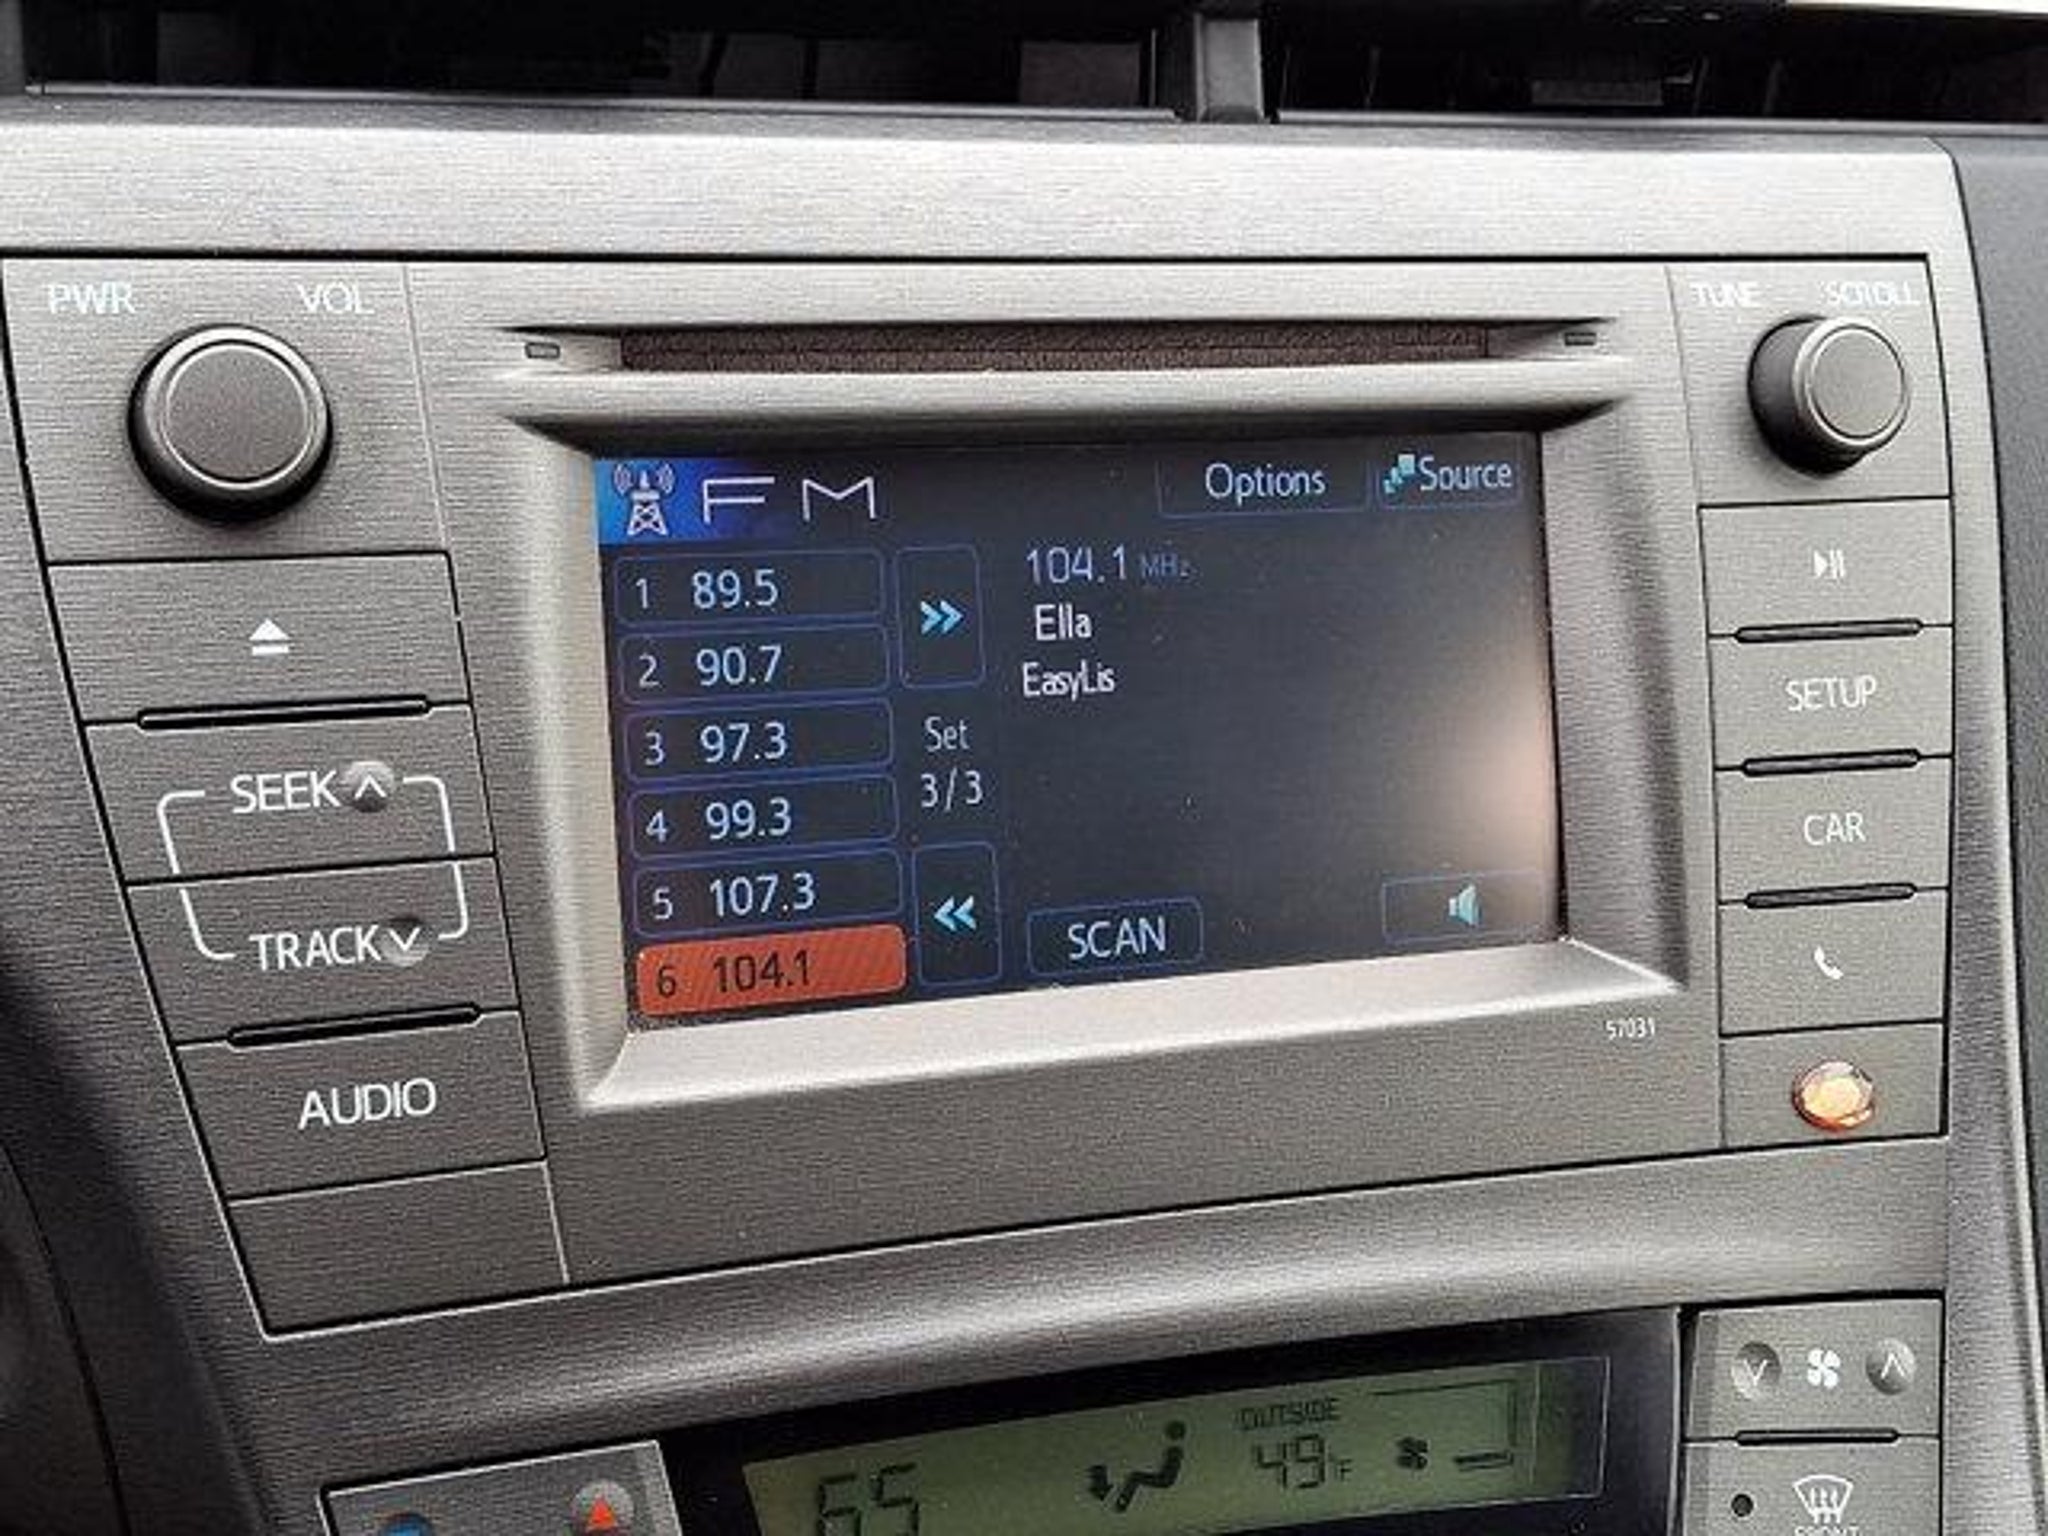 PWR VOL
TUNE SCROLL
FM
Options
Source
1 89.5
2 90.7
3 97.3
4 99.3
5 107.3
6 104.1
Set
3/3
104.1 MHz
Ella
EasyLis
SCAN
SEEK
TRACK
AUDIO
SETUP
CAR
57031
65
OUTSIDE
49°F